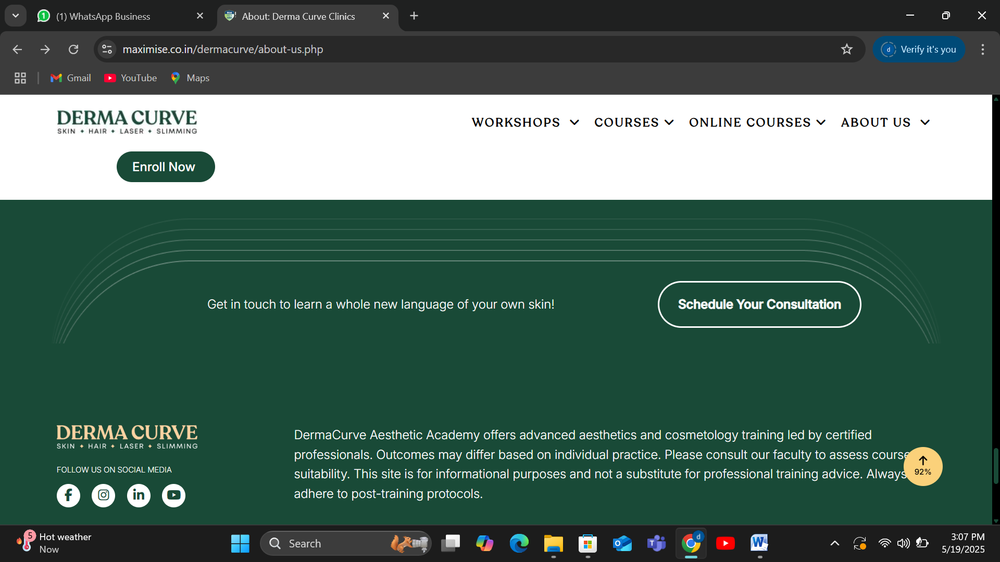 (1) WhatsApp Business
About: Derma Curve Clinics
maximise.co.in/dermacurve/about-us.php
d
Verify it's you
Gmail
YouTube
Maps
DERMA CURVE
SKIN ✦ HAIR ✦ LASER ✦ SLIMMING
WORKSHOPS
COURSES
ONLINE COURSES
ABOUT US
Enroll Now
Get in touch to learn a whole new language of your own skin!
Schedule Your Consultation
DERMA CURVE
SKIN ✦ HAIR ✦ LASER ✦ SLIMMING
FOLLOW US ON SOCIAL MEDIA
DermaCurve Aesthetic Academy offers advanced aesthetics and cosmetology training led by certified
professionals. Outcomes may differ based on individual practice. Please consult our faculty to assess course
suitability. This site is for informational purposes and not a substitute for professional training advice. Always
adhere to post-training protocols.
92%
5
Hot weather
Now
Search
3:07 PM
5/19/2025